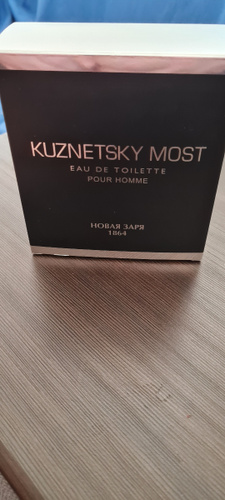 KUZNETSKY MOST
EAU DE TOILETTE
POUR HOMME
НОВАЯ ЗАРЯ
1864